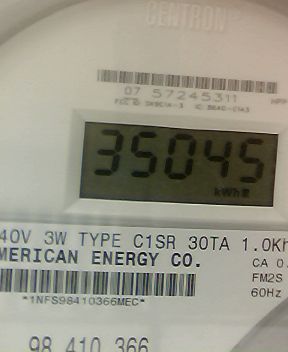 CENTRON
07 57245311
35045
kWh
40V 3W TYPE C1SR 30TA 1.0Kh
MERICAN ENERGY CO.
CA 0.
FM2S
60Hz
*1NFS98410366MEC*
98 410 366